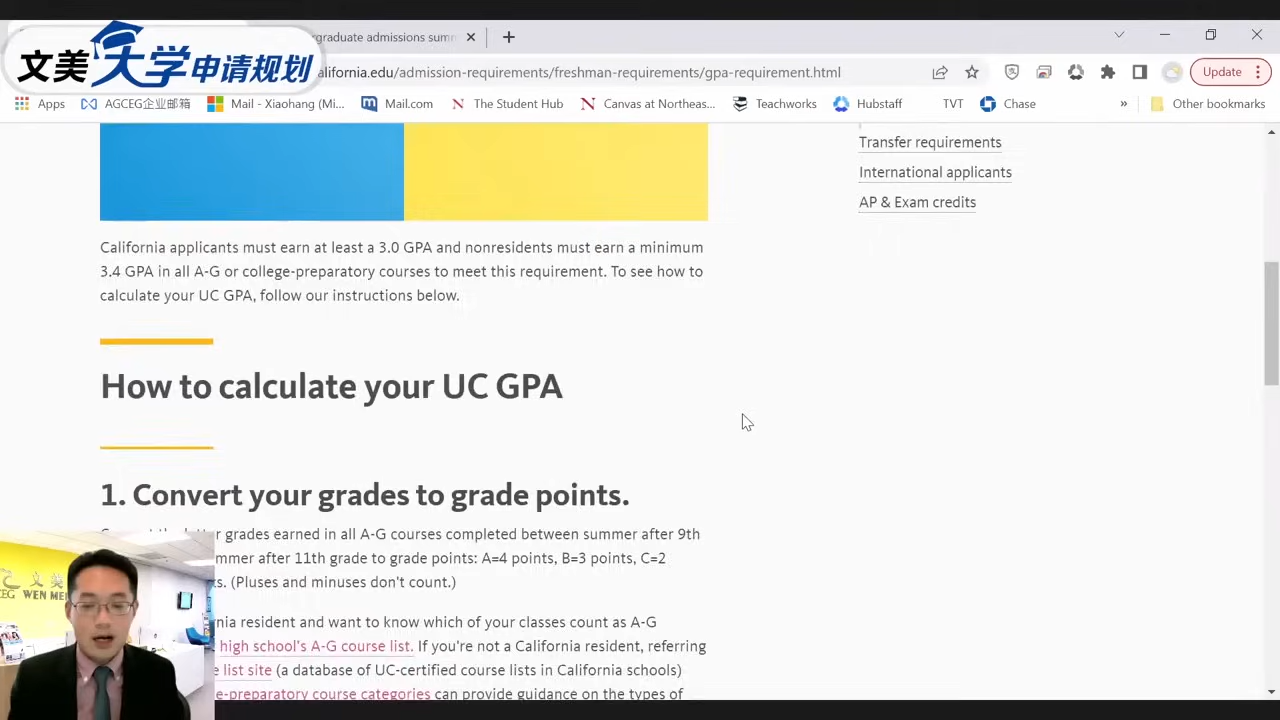 文美大学申请规划
rgraduate admissions sum
alifornia.edu/admission-requirements/freshman-requirements/gpa-requirement.html
Update
Apps
AGCEG企业邮箱
Mail - Xiaohang (Mi...
Mail.com
The Student Hub
Canvas at Northeas...
Teachworks
Hubstaff
TVT
Chase
»
Other bookmarks
Transfer requirements
International applicants
AP & Exam credits
California applicants must earn at least a 3.0 GPA and nonresidents must earn a minimum
3.4 GPA in all A-G or college-preparatory courses to meet this requirement. To see how to
calculate your UC GPA, follow our instructions below.
How to calculate your UC GPA
1. Convert your grades to grade points.
grades earned in all A-G courses completed between summer after 9th
mmer after 11th grade to grade points: A=4 points, B=3 points, C=2
s. (Pluses and minuses don't count.)
nia resident and want to know which of your classes count as A-G
high school's A-G course list. If you're not a California resident, referring
e list site (a database of UC-certified course lists in California schools)
e-preparatory course categories can provide guidance on the types of
CEG WEN MEI
文美